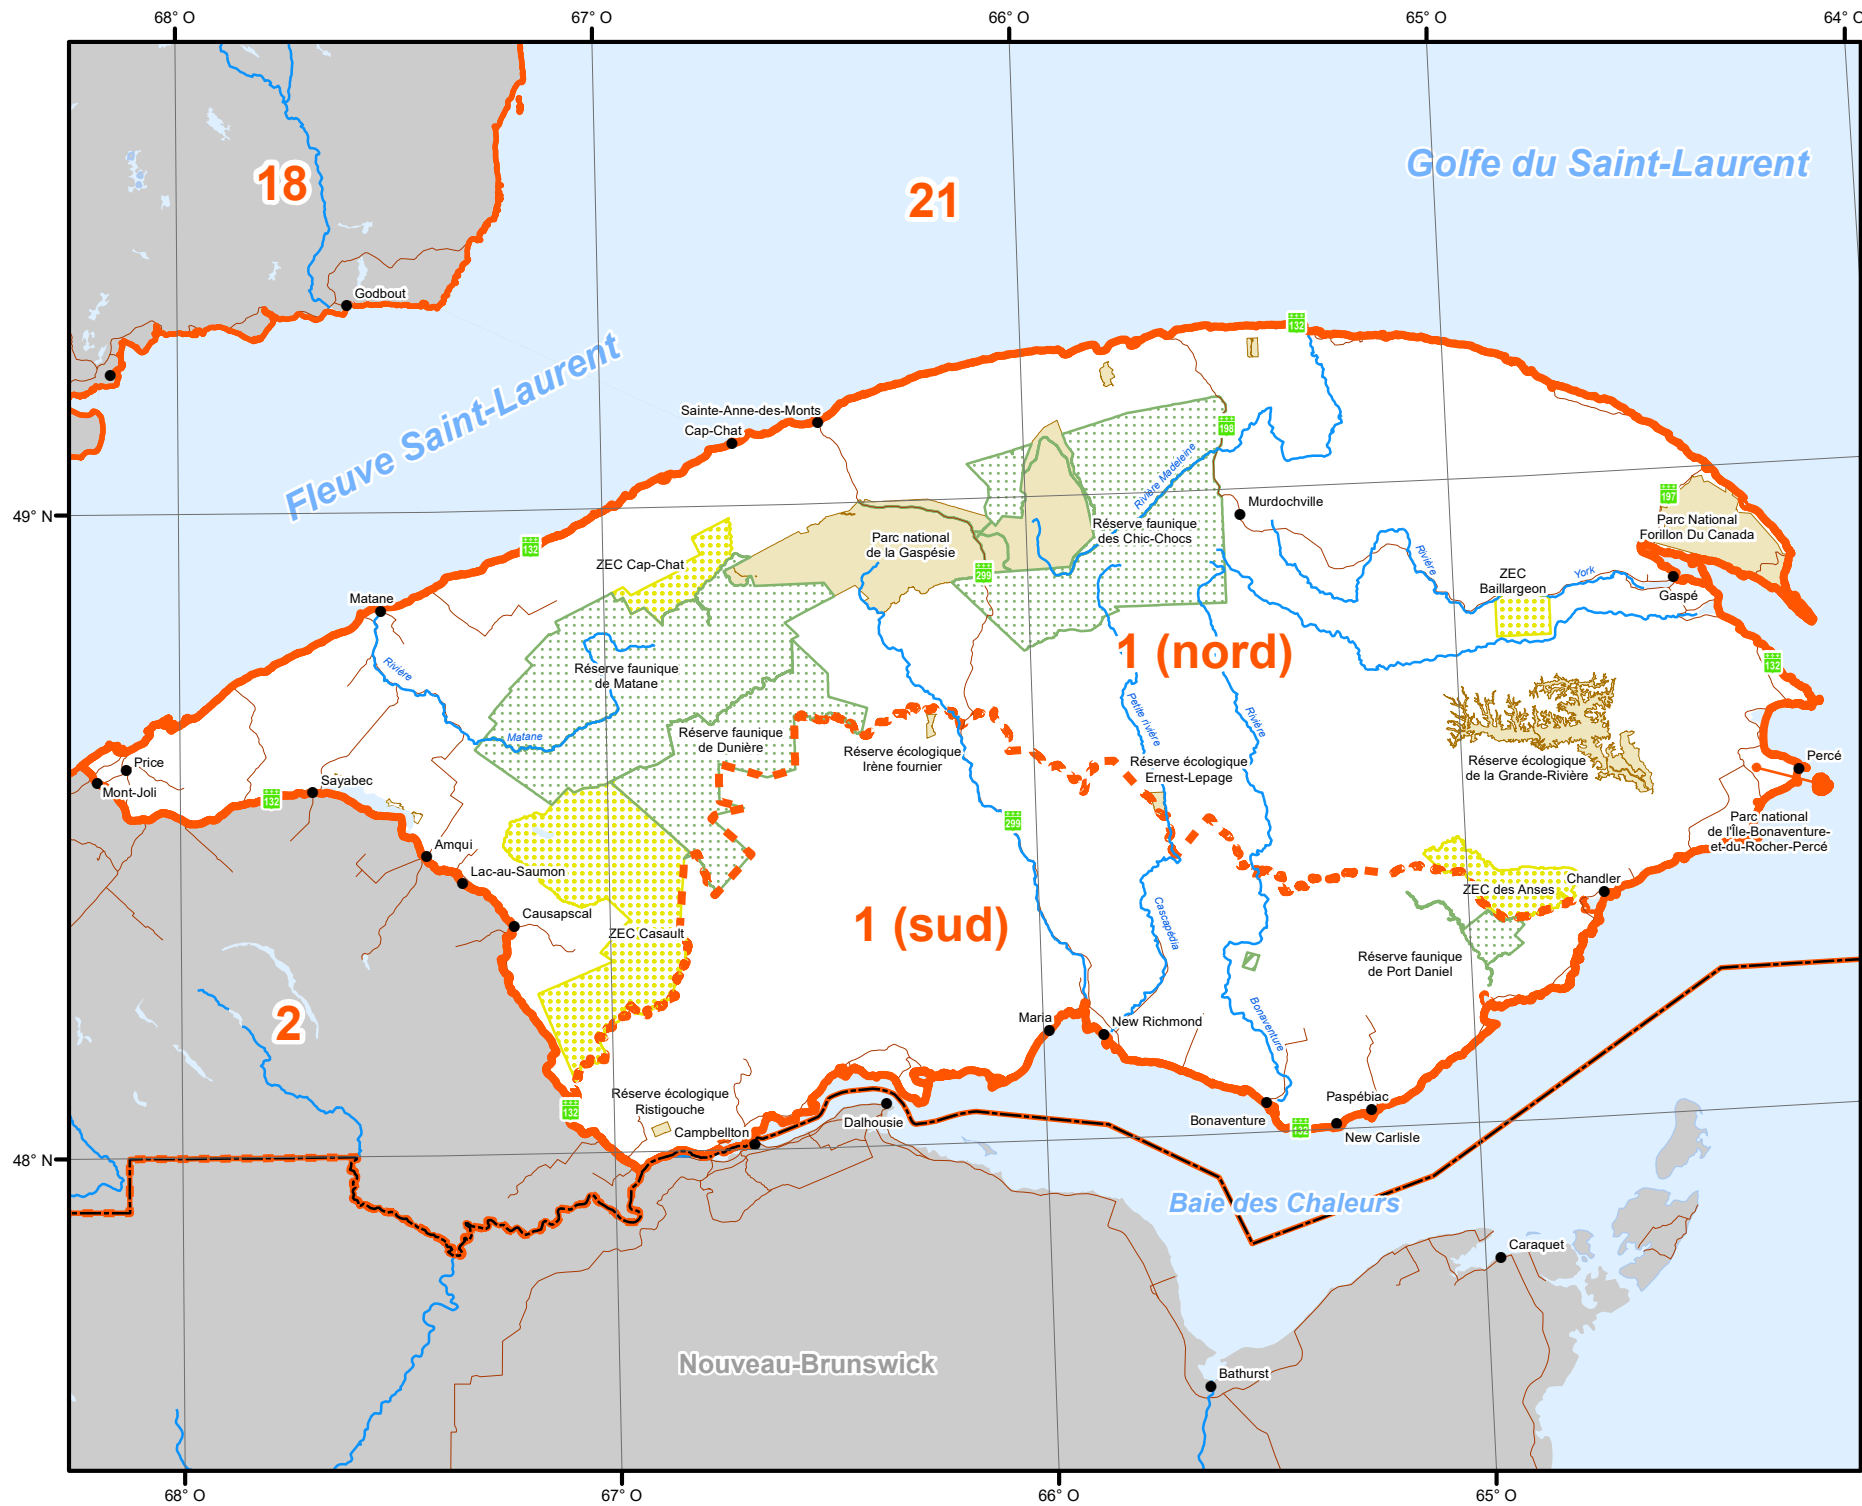 68° O
67° O
66° O
65° O
64° O
Golfe du Saint-Laurent
18
21
Godbout
132
Fleuve Saint-Laurent
Sainte-Anne-des-Monts
Cap-Chat
198
Rivière Madeleine
49° N
Murdochville
197
Parc National
Forillon Du Canada
Réserve faunique
des Chic-Chocs
Parc national
de la Gaspésie
132
ZEC Cap-Chat
299
Rivière
York
ZEC
Baillargeon
Gaspé
Matane
1 (nord)
132
Rivière
Réserve faunique
de Matane
Petite rivière
Rivière
Matane
Réserve faunique
de Dunière
Réserve écologique
Irène fournier
Réserve écologique
Ernest-Lepage
Réserve écologique
de la Grande-Rivière
Percé
Price
Mont-Joli
Sayabec
132
299
Parc national
de l'Île-Bonaventure-
et-du-Rocher-Percé
Amqui
Lac-au-Saumon
Chandler
ZEC des Anses
Causapscal
ZEC Casault
1 (sud)
Cascapédia
Réserve faunique
de Port Daniel
2
Maria
New Richmond
Bonaventure
Réserve écologique
Ristigouche
132
Campbellton
Dalhousie
Bonaventure
Paspébiac
132
New Carlisle
48° N
Baie des Chaleurs
Caraquet
Nouveau-Brunswick
Bathurst
68° O
67° O
66° O
65° O